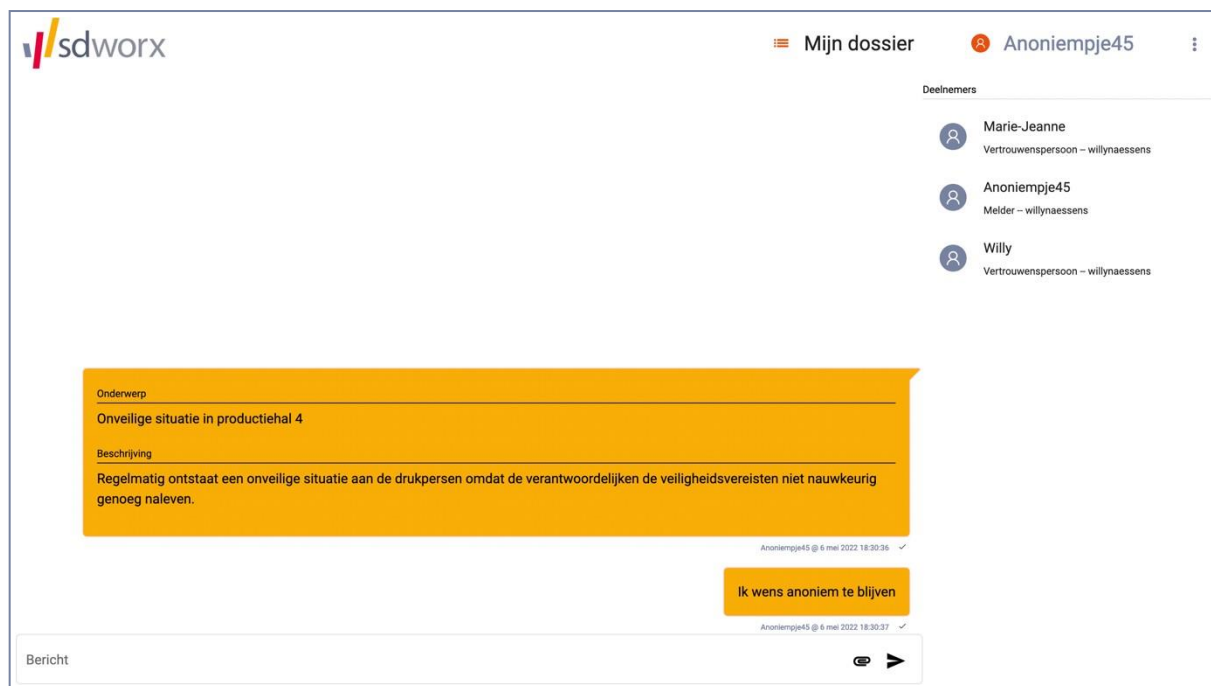 sdworx
Mijn dossier
Anoniempje45
Deelnemers
Marie-Jeanne
Vertrouwenspersoon – willynaessens
Anoniempje45
Melder – willynaessens
Willy
Vertrouwenspersoon – willynaessens
Onderwerp
Onveilige situatie in productiehal 4
Beschrijving
Regelmatig ontstaat een onveilige situatie aan de drukpersen omdat de verantwoordelijken de veiligheidsvereisten niet nauwkeurig
genoeg naleven.
Anoniempje45 @ 6 mei 2022 18:30:36
Ik wens anoniem te blijven
Anoniempje45 @ 6 mei 2022 18:30:37
Bericht